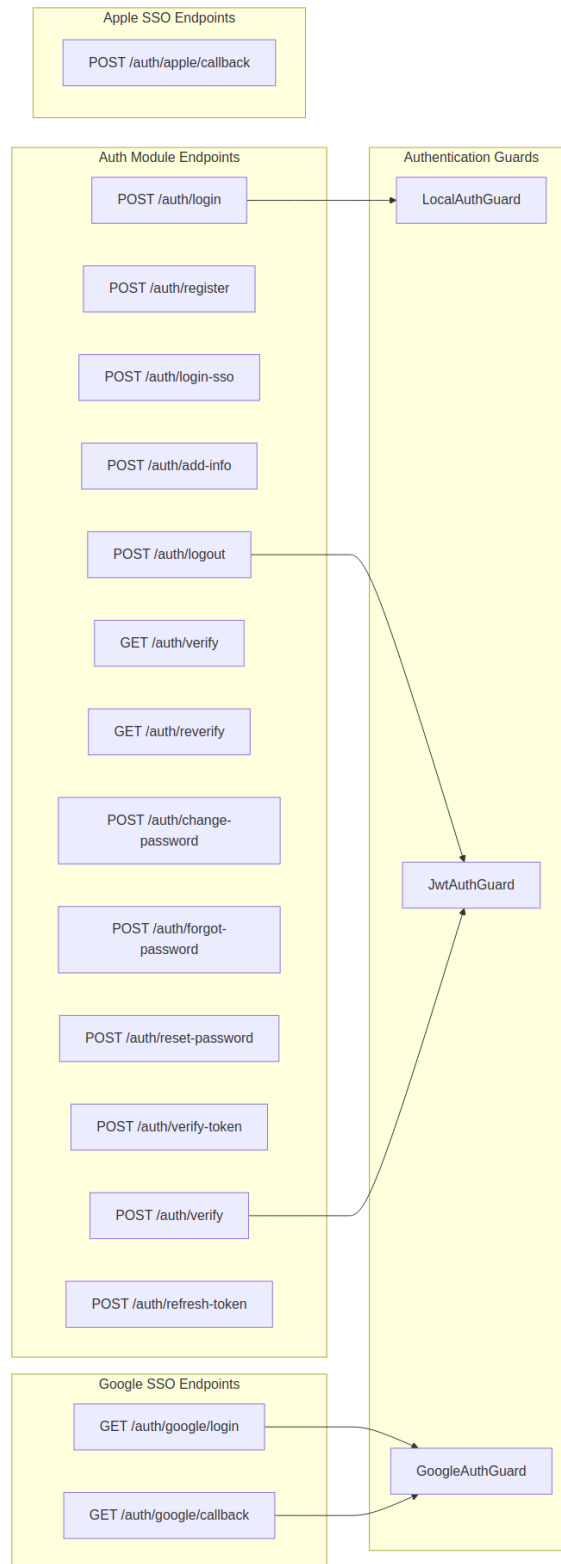 Apple SSO Endpoints
POST /auth/apple/callback
Auth Module Endpoints
POST /auth/login
POST /auth/register
POST /auth/login-sso
POST /auth/add-info
POST /auth/logout
GET /auth/verify
GET /auth/reverify
POST /auth/change-
password
POST /auth/forgot-
password
POST /auth/reset-password
POST /auth/verify-token
POST /auth/verify
POST /auth/refresh-token
Google SSO Endpoints
GET /auth/google/login
GET /auth/google/callback
Authentication Guards
LocalAuthGuard
JwtAuthGuard
GoogleAuthGuard